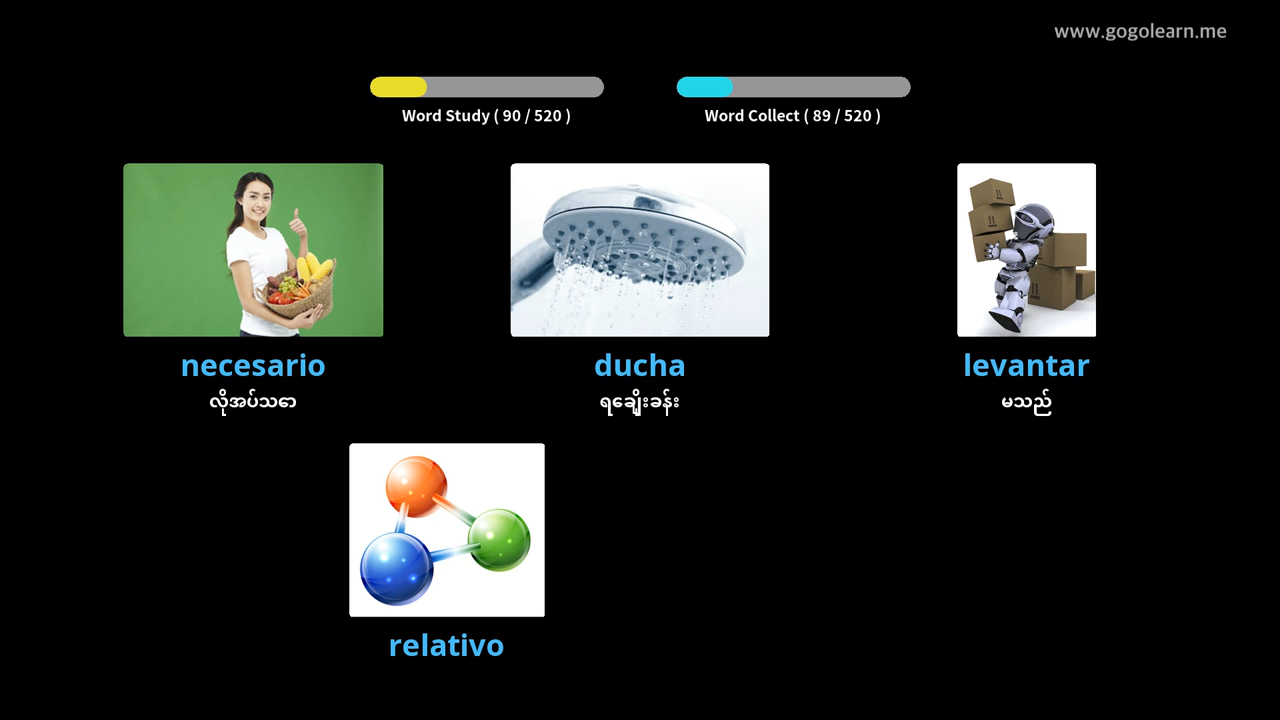 www.gogolearn.me
Word Study ( 90 / 520 )
Word Collect ( 89 / 520 )
necesario
ducha
levantar
လိုအပ်သော
ရေချိုးခန်း
မသည်
relativo